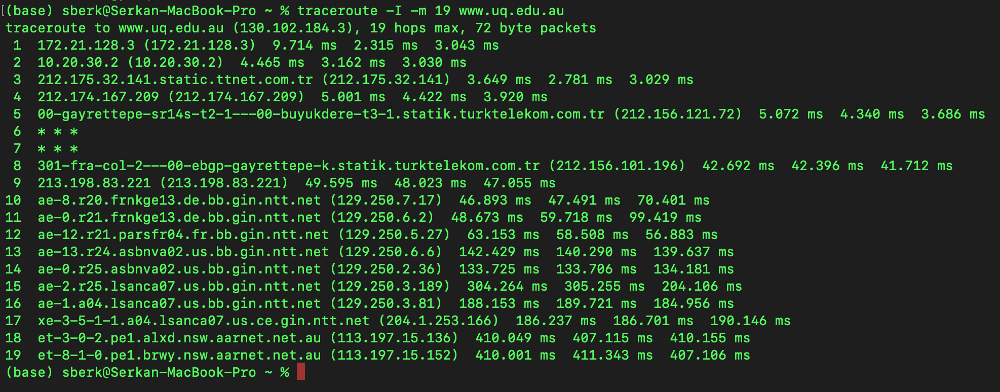 [(base) sberk@Serkan-MacBook-Pro ~ % traceroute -I -m 19 www.uq.edu.au
traceroute to www.uq.edu.au (130.102.184.3), 19 hops max, 72 byte packets
 1  172.21.128.3 (172.21.128.3)  9.714 ms  2.315 ms  3.043 ms
 2  10.20.30.2 (10.20.30.2)  4.465 ms  3.162 ms  3.030 ms
 3  212.175.32.141.static.ttnet.com.tr (212.175.32.141)  3.649 ms  2.781 ms  3.029 ms
 4  212.174.167.209 (212.174.167.209)  5.001 ms  4.422 ms  3.920 ms
 5  00-gayrettepe-sr14s-t2-1---00-buyukdere-t3-1.statik.turktelekom.com.tr (212.156.121.72)  5.072 ms  4.340 ms  3.686 ms
 6  * * *
 7  * * *
 8  301-fra-col-2---00-ebgp-gayrettepe-k.statik.turktelekom.com.tr (212.156.101.196)  42.692 ms  42.396 ms  41.712 ms
 9  213.198.83.221 (213.198.83.221)  49.595 ms  48.023 ms  47.055 ms
10  ae-8.r20.frnkge13.de.bb.gin.ntt.net (129.250.7.17)  46.893 ms  47.491 ms  70.401 ms
11  ae-0.r21.frnkge13.de.bb.gin.ntt.net (129.250.6.2)  48.673 ms  59.718 ms  99.419 ms
12  ae-12.r21.parsfr04.fr.bb.gin.ntt.net (129.250.5.27)  63.153 ms  58.508 ms  56.883 ms
13  ae-13.r24.asbnva02.us.bb.gin.ntt.net (129.250.6.6)  142.429 ms  140.290 ms  139.637 ms
14  ae-0.r25.asbnva02.us.bb.gin.ntt.net (129.250.2.36)  133.725 ms  133.706 ms  134.181 ms
15  ae-2.r25.lsanca07.us.bb.gin.ntt.net (129.250.3.189)  304.264 ms  305.255 ms  204.106 ms
16  ae-1.a04.lsanca07.us.bb.gin.ntt.net (129.250.3.81)  188.153 ms  189.721 ms  184.956 ms
17  xe-3-5-1-1.a04.lsanca07.us.ce.gin.ntt.net (204.1.253.166)  186.237 ms  186.701 ms  190.146 ms
18  et-3-0-2.pe1.alxd.nsw.aarnet.net.au (113.197.15.136)  410.049 ms  407.115 ms  410.155 ms
19  et-8-1-0.pe1.brwy.nsw.aarnet.net.au (113.197.15.152)  410.001 ms  411.343 ms  407.106 ms
(base) sberk@Serkan-MacBook-Pro ~ %